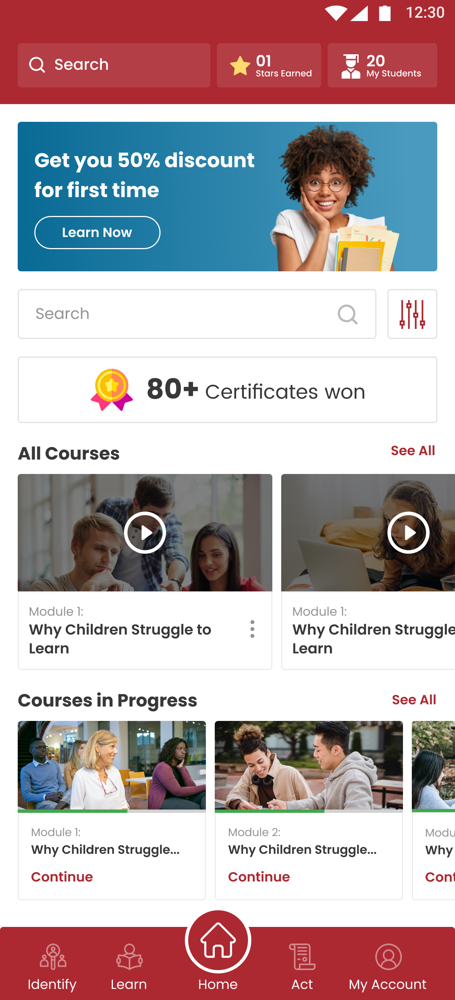 12:30
Search
01
Stars Earned
20
My Students
Get you 50% discount
for first time
Learn Now
Search
80+ Certificates won
All Courses
See All
Module 1:
Why Children Struggle to
Learn
Module 1:
Why Children Struggle
Learn
Courses in Progress
See All
Module 1:
Why Children Struggle...
Continue
Module 2:
Why Children Struggle...
Continue
Modu
Why
Cont
Identify
Learn
Home
Act
My Account